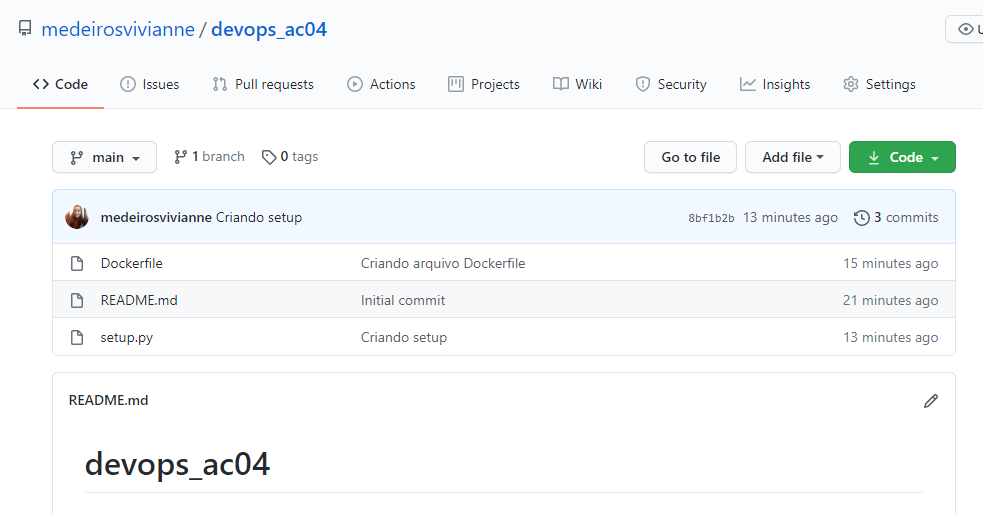 medeirosvivianne / devops_ac04
Code Issues Pull requests Actions Projects Wiki Security Insights Settings
main 1 branch 0 tags Go to file Add file Code
medeirosvivianne Criando setup 8bf1b2b 13 minutes ago 3 commits
Dockerfile Criando arquivo Dockerfile 15 minutes ago
README.md Initial commit 21 minutes ago
setup.py Criando setup 13 minutes ago
README.md
devops_ac04